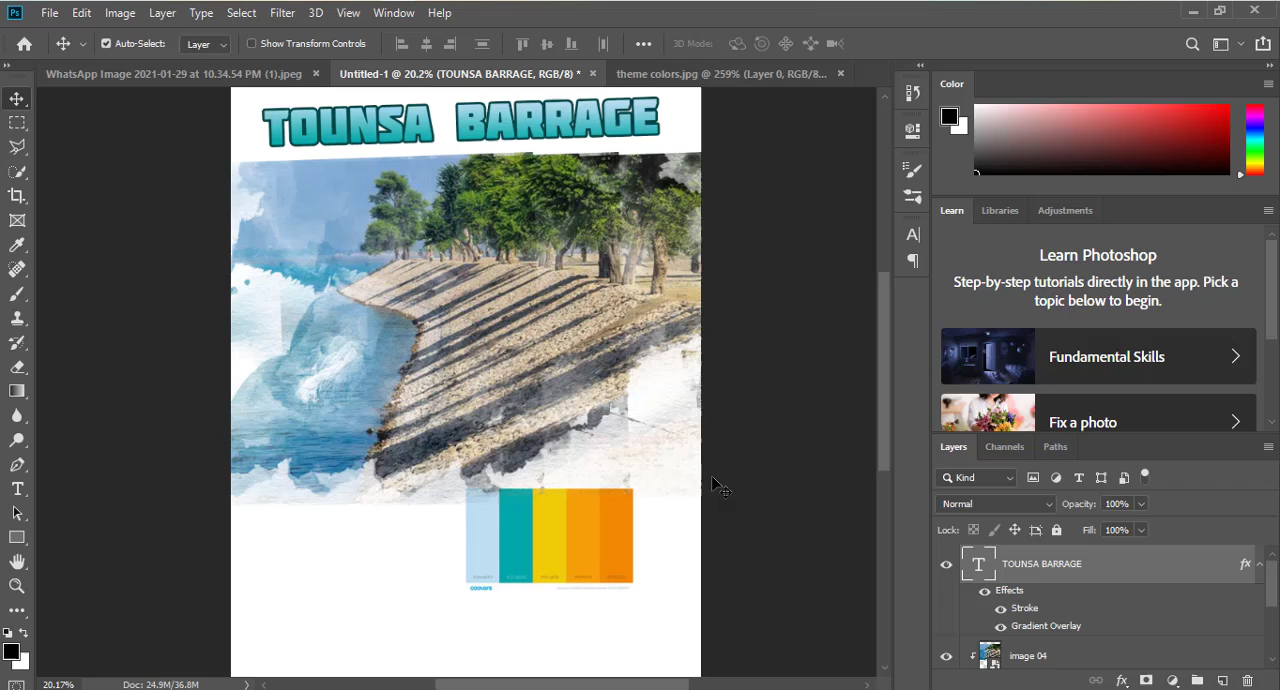 Ps File Edit Image Layer Type Select Filter 3D View Window Help
Auto-Select: Layer Show Transform Controls ••• 3D Mode:
WhatsApp Image 2021-01-29 at 10.34.54 PM (1).jpeg × Untitled-1 @ 20.2% (TOUNSA BARRAGE, RGB/8) * × theme colors.jpg @ 259% (Layer 0, RGB/8... ×
TOUNSA BARRAGE
coolors
Color
Learn Libraries Adjustments
Learn Photoshop
Step-by-step tutorials directly in the app. Pick a
topic below to begin.
Fundamental Skills
Fix a photo
Layers Channels Paths
Kind
Normal Opacity: 100%
Lock: Fill: 100%
T TOUNSA BARRAGE fx
Effects
Stroke
Gradient Overlay
image 04
20.17% Doc: 24.9M/36.8M